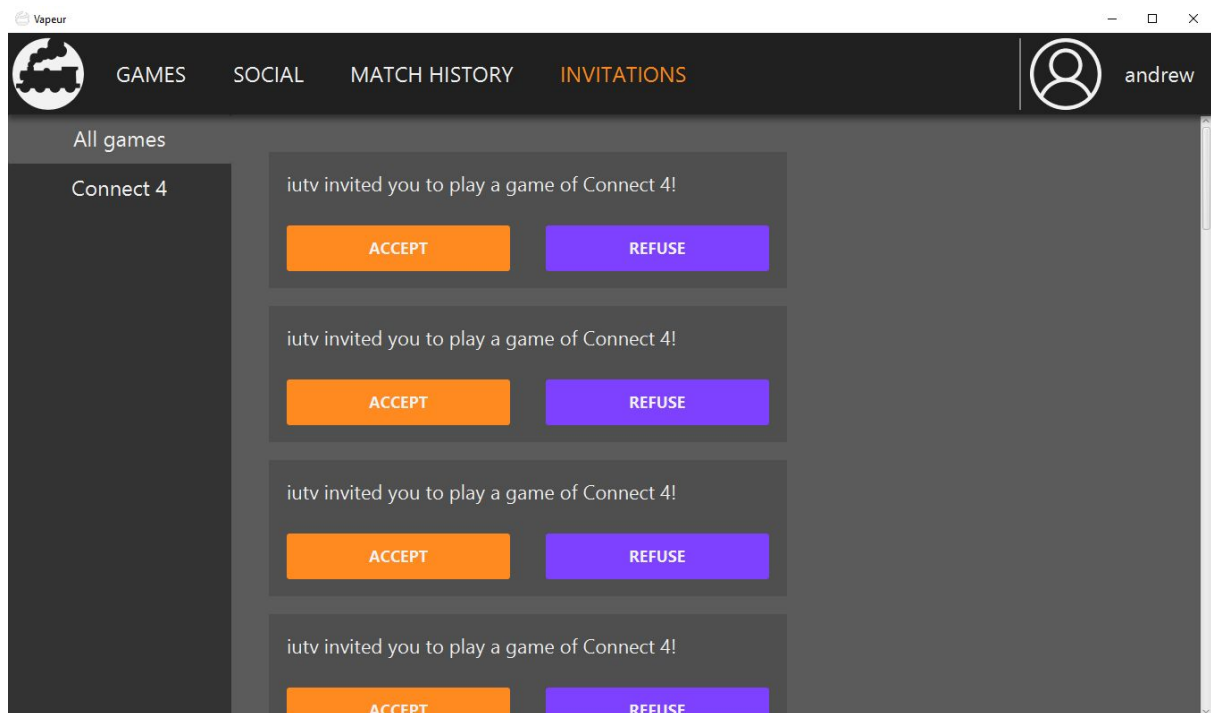 Vapeur
GAMES SOCIAL MATCH HISTORY INVITATIONS andrew
All games
Connect 4
iutv invited you to play a game of Connect 4!
ACCEPT REFUSE
iutv invited you to play a game of Connect 4!
ACCEPT REFUSE
iutv invited you to play a game of Connect 4!
ACCEPT REFUSE
iutv invited you to play a game of Connect 4!
ACCEPT REFUSE